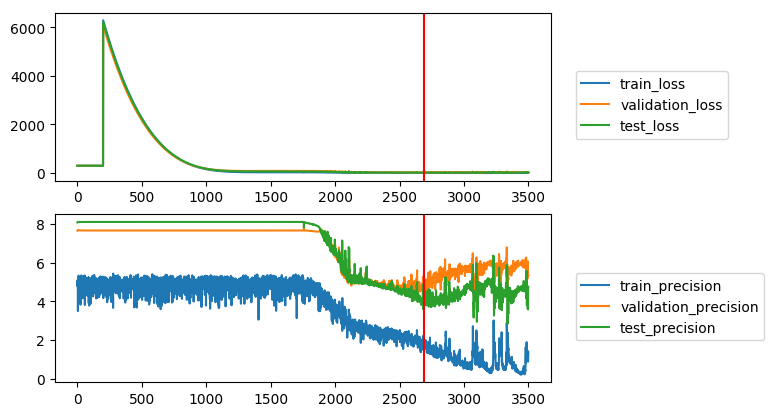 6000
4000
2000
0
0 500 1000 1500 2000 2500 3000 3500
train_loss
validation_loss
test_loss
8
6
4
2
0
0 500 1000 1500 2000 2500 3000 3500
train_precision
validation_precision
test_precision